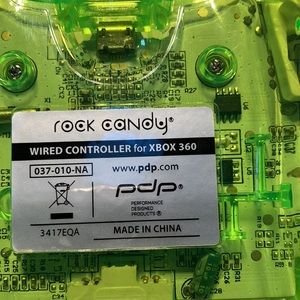 rock candy®
WIRED CONTROLLER for XBOX 360
037-010-NA
www.pdp.com
pdp®
PERFORMANCE
DESIGNED
PRODUCTS®
3417EQA
MADE IN CHINA